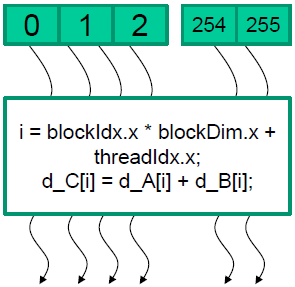 0 1 2 254 255
i = blockIdx.x * blockDim.x +
threadIdx.x;
d_C[i] = d_A[i] + d_B[i];